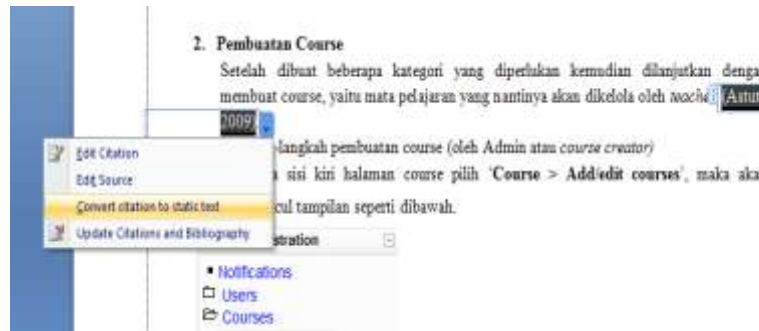 2. Pembuatan Course
Setelah dibuat beberapa kategori yang diperlukan kemudian dilanjutkan denga
membuat course, yaitu mata pelajaran yang nantinya akan dikelola oleh teache (Astut
2009).
-langkah pembuatan course (oleh Admin atau course creator)
a sisi kiri halaman course pilih 'Course > Add/edit courses', maka aka
cul tampilan seperti dibawah.
Edit Citation
Edit Source
Convert citation to static text
Update Citations and Bibliography
stration
Notifications
Users
Courses